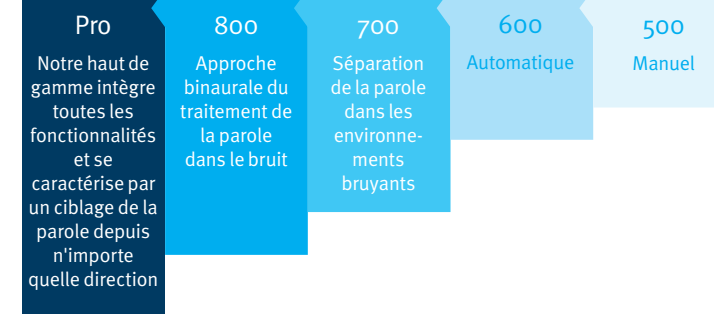 Pro
Notre haut de
gamme intègre
toutes les
fonctionnalités
et se
caractérise par
un ciblage de la
parole depuis
n'importe
quelle direction
800
Approche
binaurale du
traitement de
la parole
dans le bruit
700
Séparation
de la parole
dans les
environne-
ments
bruyants
600
Automatique
500
Manuel